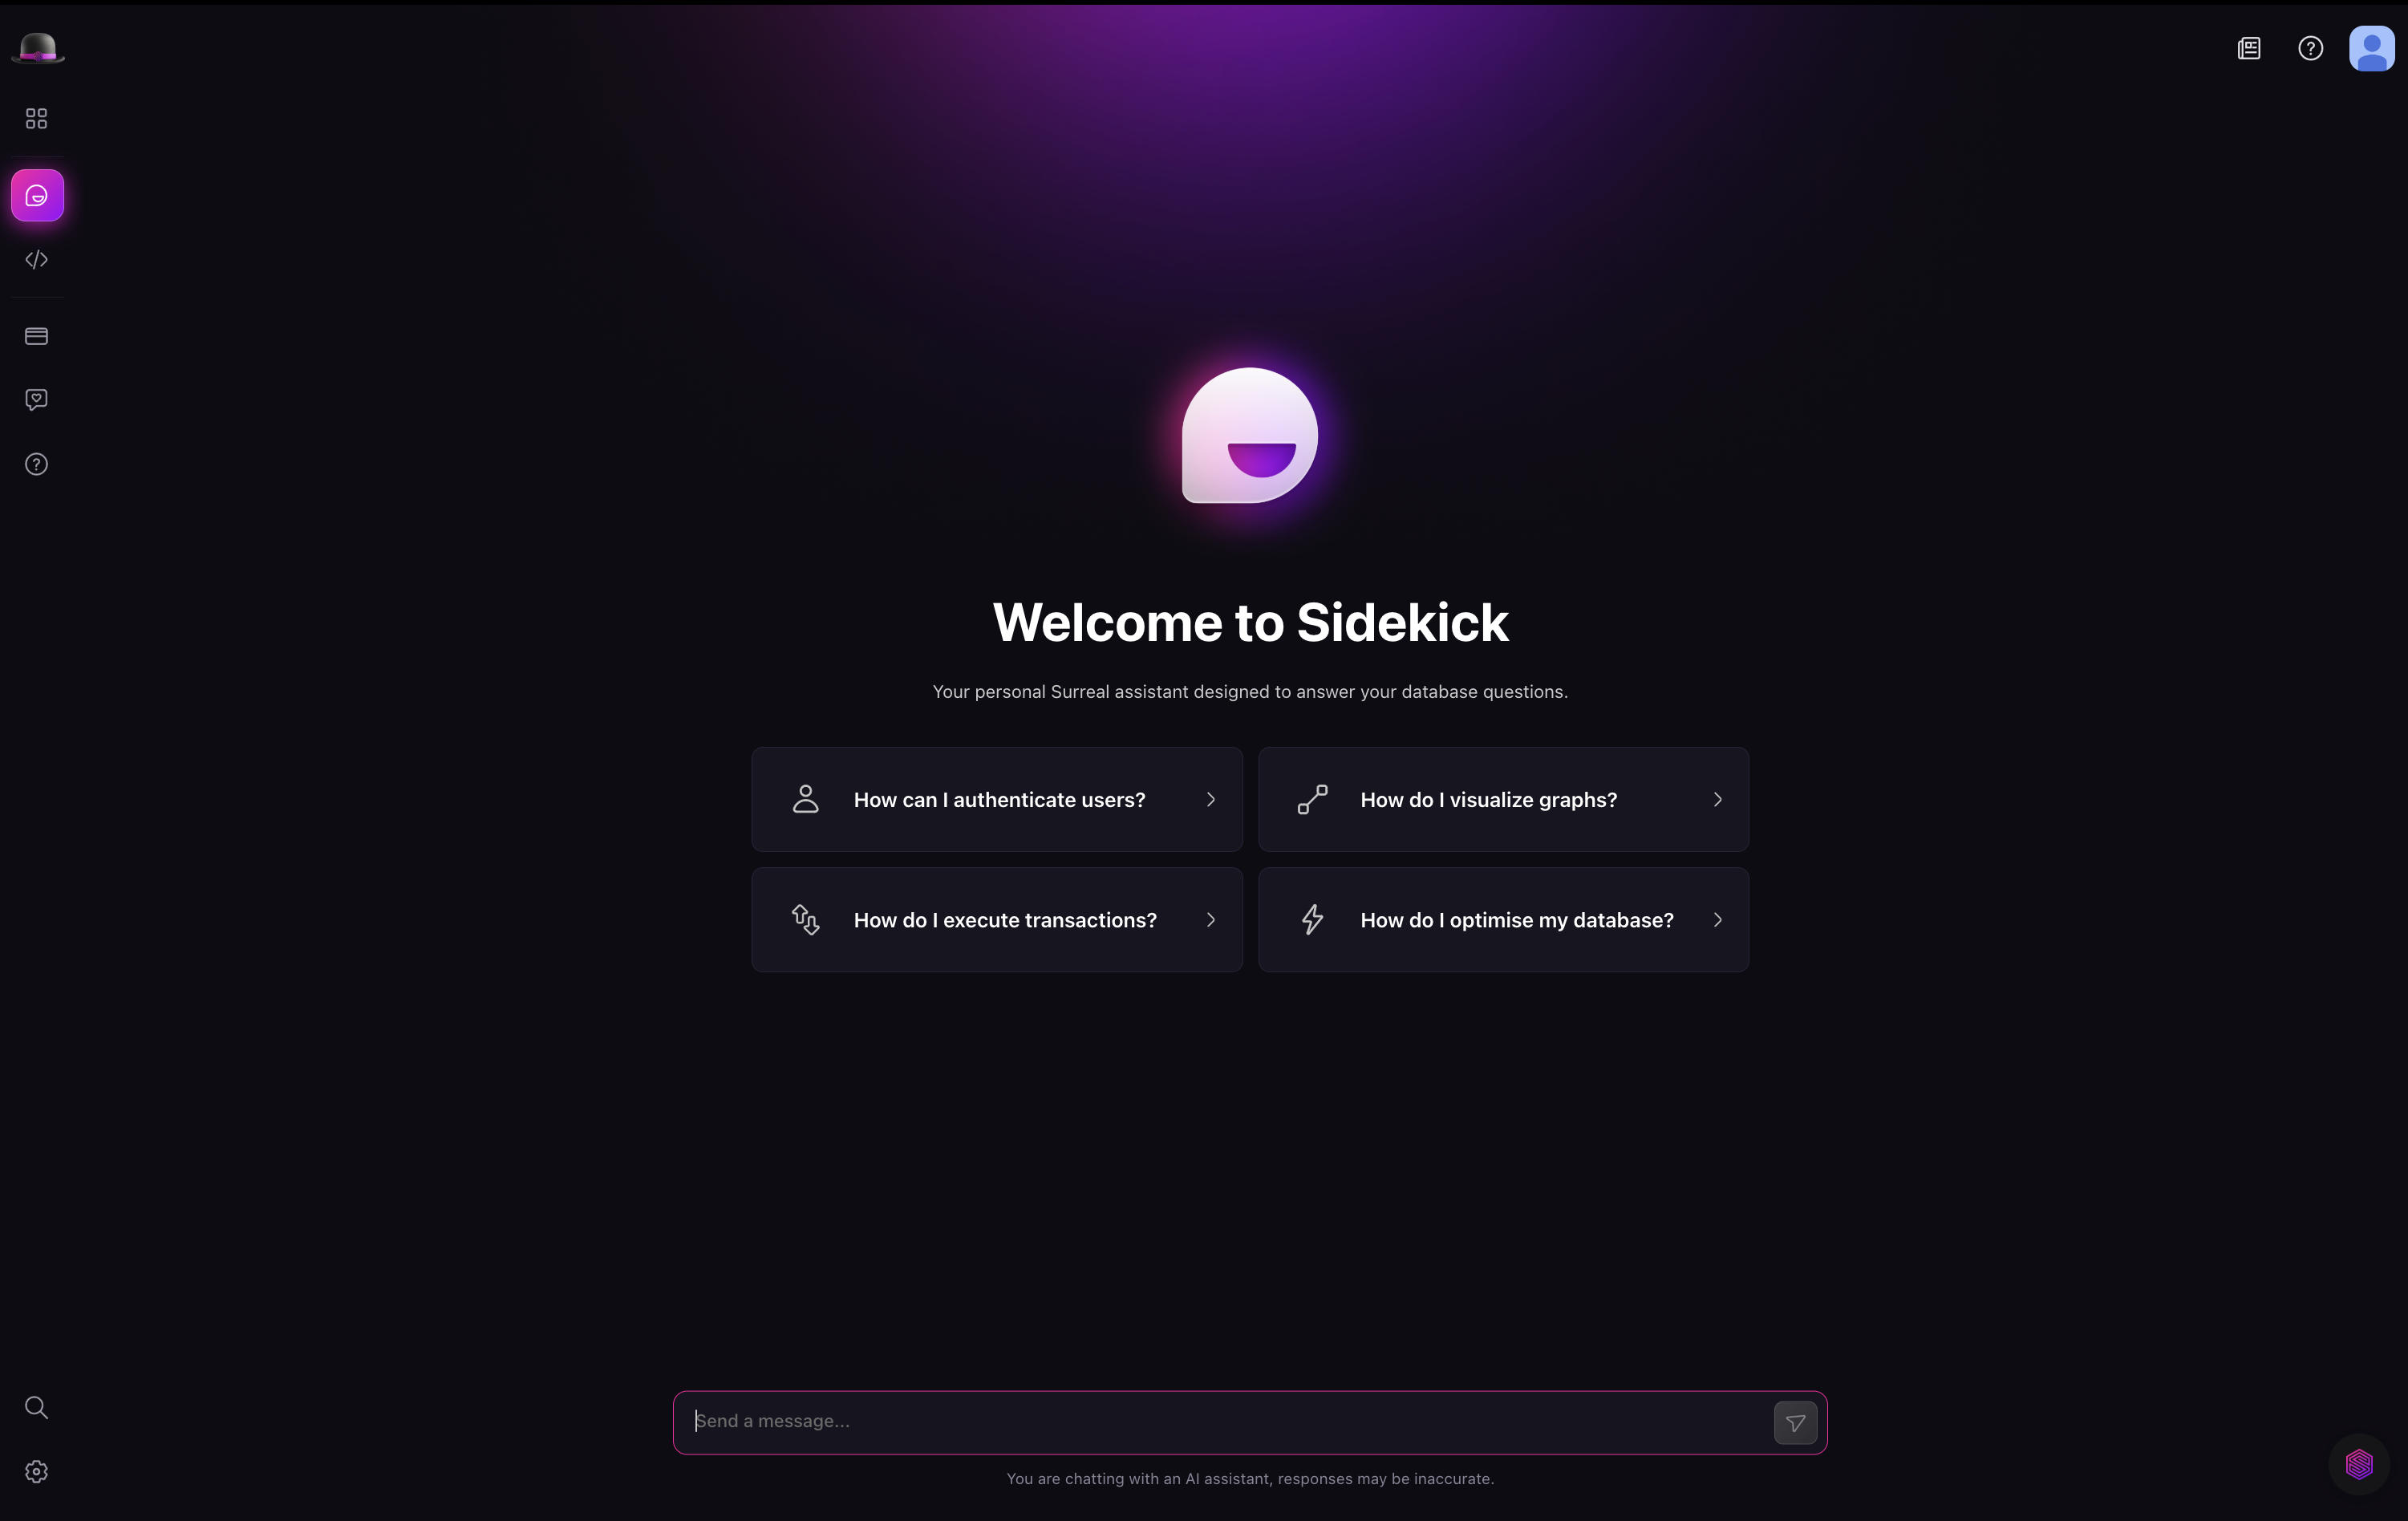 Welcome to Sidekick
Your personal Surreal assistant designed to answer your database questions.
How can I authenticate users?
How do I visualize graphs?
How do I execute transactions?
How do I optimise my database?
Send a message...
You are chatting with an AI assistant, responses may be inaccurate.